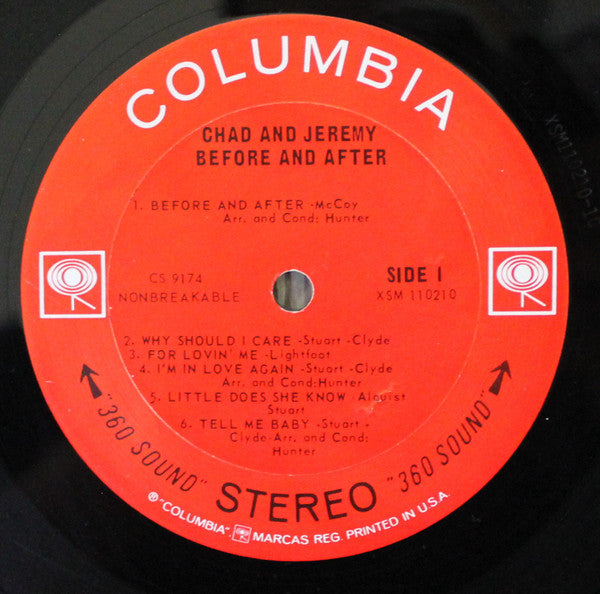 COLUMBIA
CHAD AND JEREMY
BEFORE AND AFTER
1. BEFORE AND AFTER -McCoy
Arr. and Cond: Hunter
CS 9174
NONBREAKABLE
SIDE 1
XSM 110210
2. WHY SHOULD I CARE -Stuart -Clyde
3. FOR LOVIN' ME -Lightfoot
4. I'M IN LOVE AGAIN -Stuart -Clyde
Arr. and Cond:Hunter
5. LITTLE DOES SHE KNOW -Alquist
Stuart
6. TELL ME BABY -Stuart -
Clyde-Arr. and Cond:
Hunter
"360 SOUND" STEREO "360 SOUND"
® "COLUMBIA", MARCAS REG. PRINTED IN U.S.A.